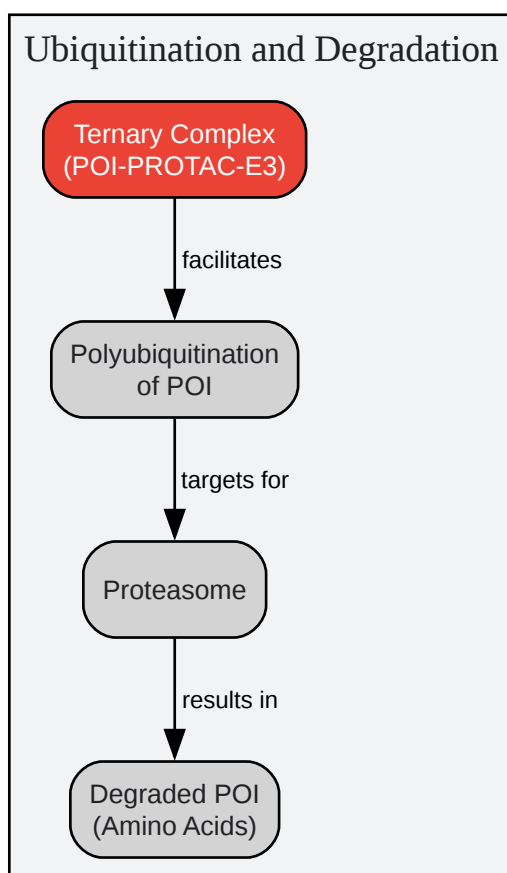 Ubiquitination and Degradation
Ternary Complex
(POI-PROTAC-E3)
facilitates
Polyubiquitination
of POI
targets for
Proteasome
results in
Degraded POI
(Amino Acids)